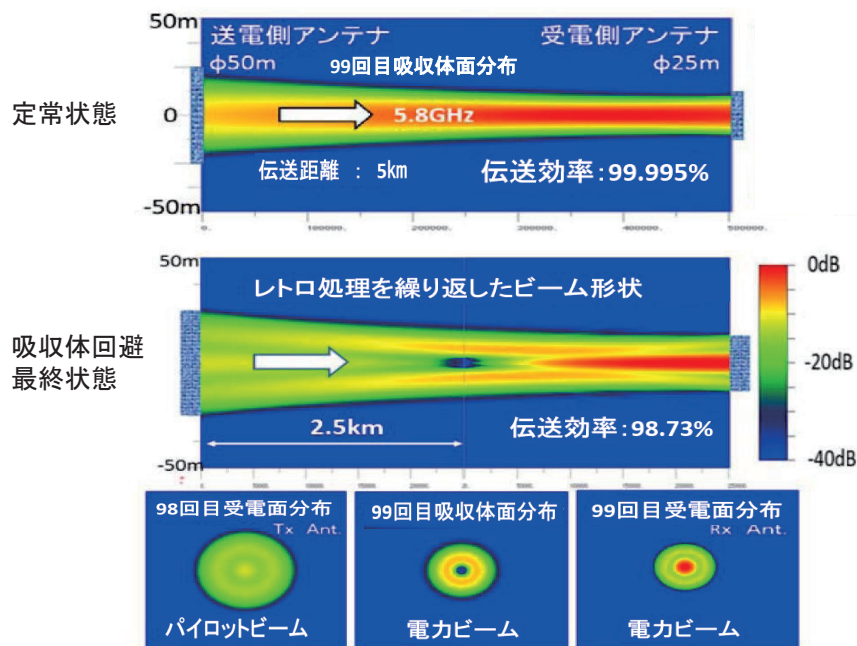 50m
送電側アンテナ
受電側アンテナ
φ50m
99回目吸収体面分布
φ25m
定常状態
0
5.8GHz
伝送距離 : 5km
伝送効率:99.995%
-50m
0.
100000.
200000.
300000.
400000.
500000.
50m
レトロ処理を繰り返したビーム形状
0dB
吸収体回避
最終状態
-20dB
2.5km
伝送効率:98.73%
-50m
-40dB
98回目受電面分布
Tx Ant.
パイロットビーム
99回目吸収体面分布
電力ビーム
99回目受電面分布
Rx Ant.
電力ビーム